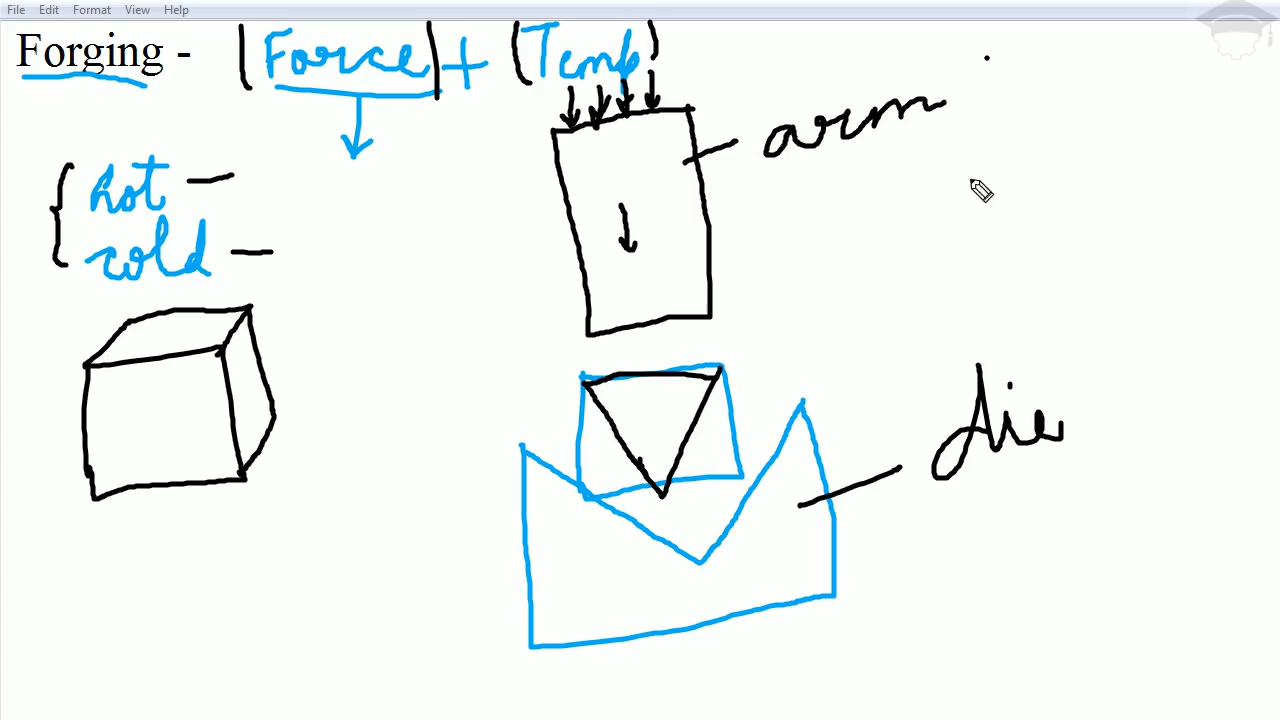 File Edit Format View Help
Forging - (Force) + (Temp)
arm
hot -
cold -
die